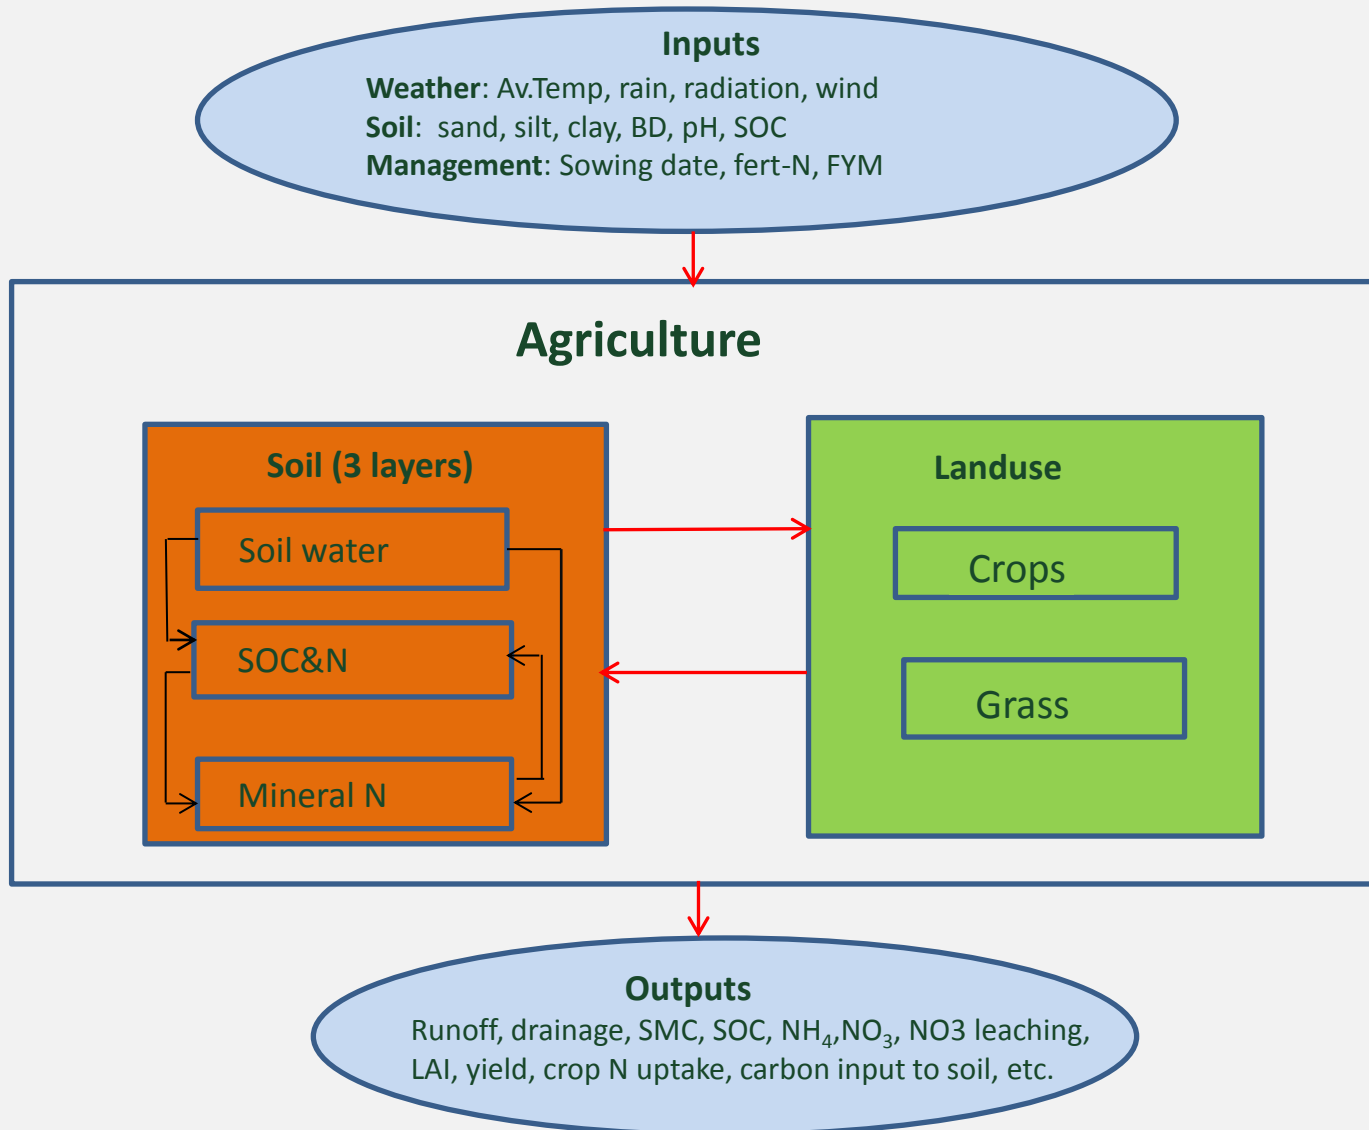 Inputs
Weather: Av.Temp, rain, radiation, wind
Soil: sand, silt, clay, BD, pH, SOC
Management: Sowing date, fert-N, FYM
Agriculture
Soil (3 layers)
Soil water
SOC&N
Mineral N
Landuse
Crops
Grass
Outputs
Runoff, drainage, SMC, SOC, NH₄,NO₃, NO3 leaching,
LAI, yield, crop N uptake, carbon input to soil, etc.